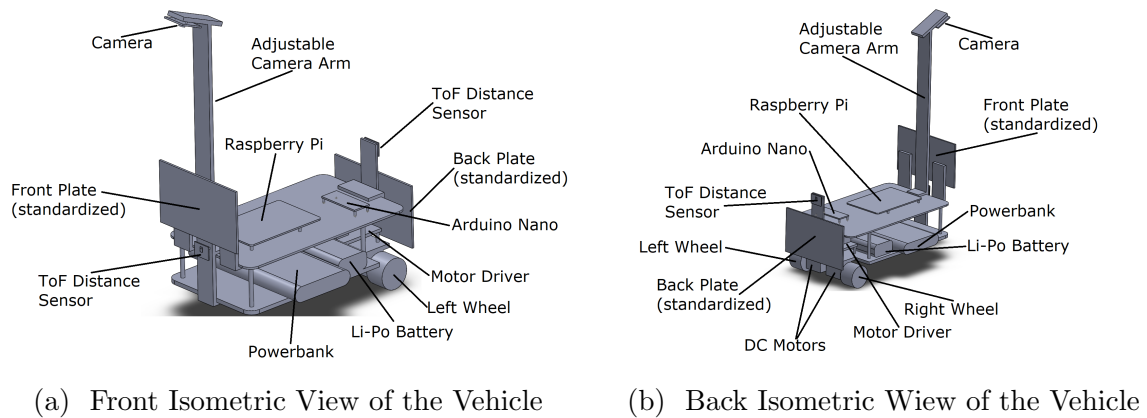 Camera
Adjustable
Camera Arm
ToF Distance
Sensor
Raspberry Pi
Back Plate
(standardized)
Front Plate
(standardized)
Arduino Nano
ToF Distance
Sensor
Motor Driver
Left Wheel
Li-Po Battery
Powerbank
(a) Front Isometric View of the Vehicle
Adjustable
Camera Arm
Camera
Raspberry Pi
Front Plate
(standardized)
Arduino Nano
ToF Distance
Sensor
Powerbank
Left Wheel
Li-Po Battery
Back Plate
(standardized)
Right Wheel
Motor Driver
DC Motors
(b) Back Isometric Wiew of the Vehicle